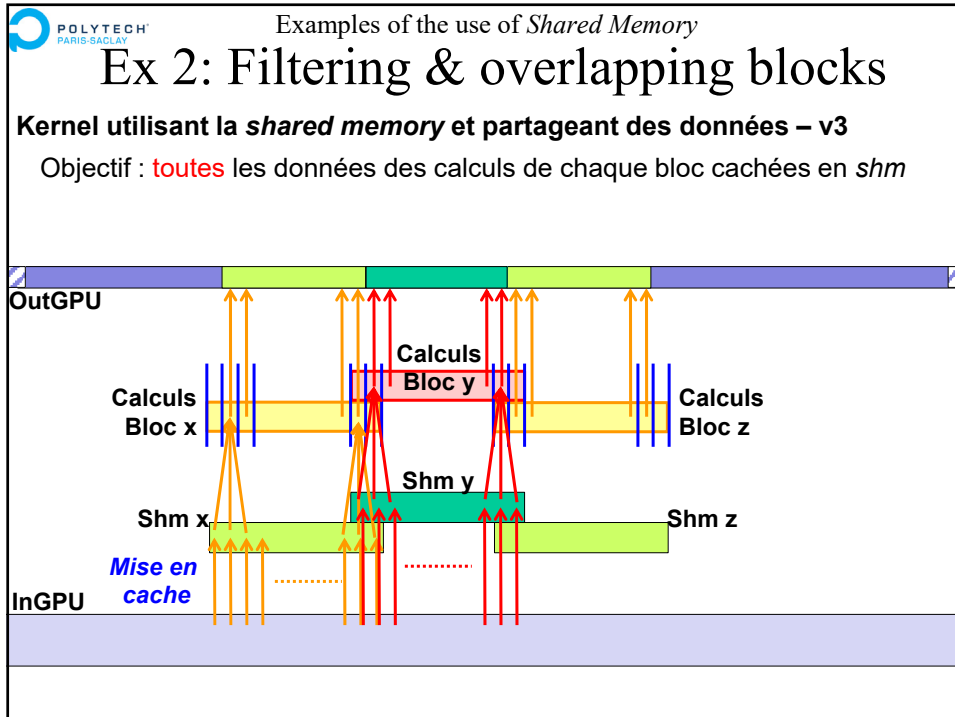 POLYTECH'
PARIS-SACLAY
Examples of the use of Shared Memory
Ex 2: Filtering & overlapping blocks
Kernel utilisant la shared memory et partageant des données – v3
Objectif : toutes les données des calculs de chaque bloc cachées en shm
OutGPU
Calculs
Bloc y
Calculs
Bloc x
Calculs
Bloc z
Shm y
Shm x
Shm z
Mise en
cache
InGPU